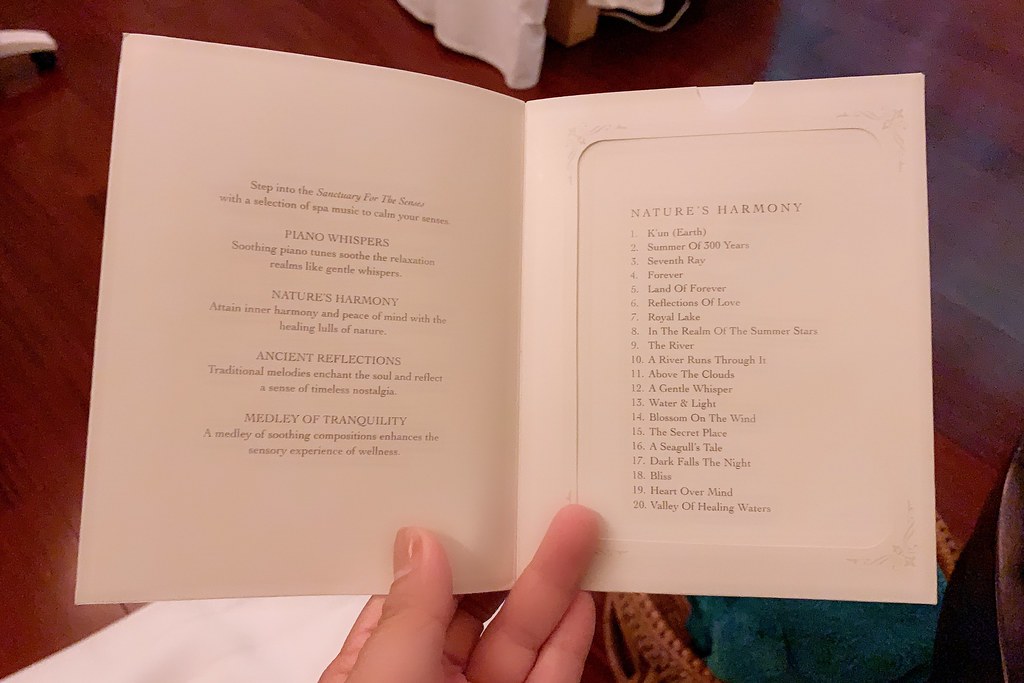 Step into the Sanctuary For The Senses
with a selection of spa music to calm your senses.
PIANO WHISPERS
Soothing piano tunes soothe the relaxation
realms like gentle whispers.
NATURE'S HARMONY
Attain inner harmony and peace of mind with the
healing lulls of nature.
ANCIENT REFLECTIONS
Traditional melodies enchant the soul and reflect
a sense of timeless nostalgia.
MEDLEY OF TRANQUILITY
A medley of soothing compositions enhances the
sensory experience of wellness.
NATURE'S HARMONY
1. K'un (Earth)
2. Summer Of 300 Years
3. Seventh Ray
4. Forever
5. Land Of Forever
6. Reflections Of Love
7. Royal Lake
8. In The Realm Of The Summer Stars
9. The River
10. A River Runs Through It
11. Above The Clouds
12. A Gentle Whisper
13. Water & Light
14. Blossom On The Wind
15. The Secret Place
16. A Seagull's Tale
17. Dark Falls The Night
18. Bliss
19. Heart Over Mind
20. Valley Of Healing Waters